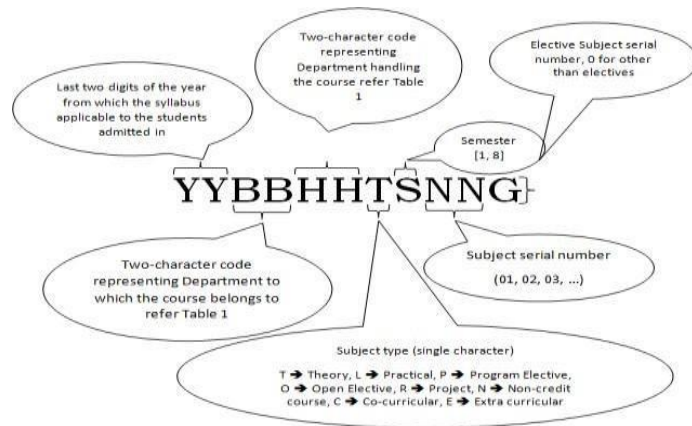 Two-character code
representing
Department handling
the course refer Table
1
Elective Subject serial
number, 0 for other
than electives
Last two digits of the year
from which the syllabus
applicable to the students
admitted in
Semester
[1, 8]
YYBBHHTSNNG
Two-character code
representing Department to
which the course belongs to
refer Table 1
Subject serial number
(01, 02, 03, ...)
Subject type (single character)
T ➔ Theory, L ➔ Practical, P ➔ Program Elective,
O ➔ Open Elective, R ➔ Project, N ➔ Non-credit
course, C ➔ Co-curricular, E ➔ Extra curricular